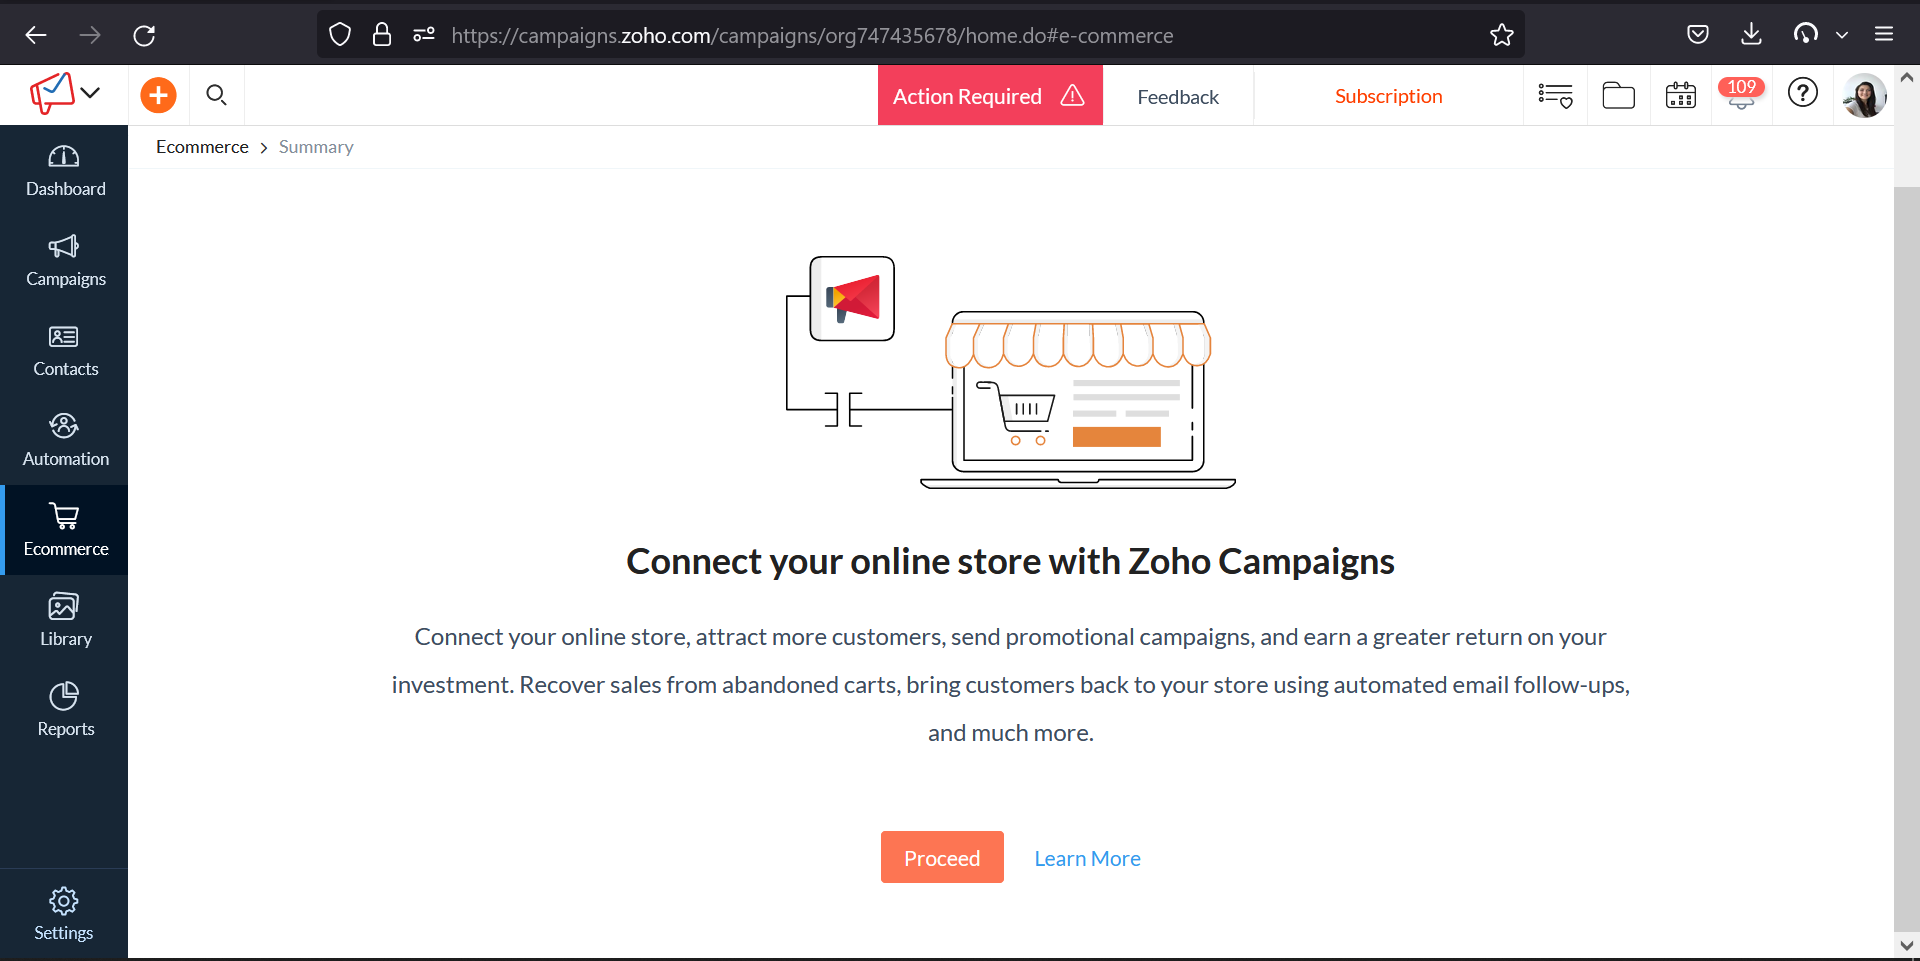 https://campaigns.zoho.com/campaigns/org747435678/home.do#e-commerce
Action Required
Feedback
Subscription
109
?
Ecommerce > Summary
Dashboard
Campaigns
Contacts
Automation
Ecommerce
Library
Reports
Settings
Connect your online store with Zoho Campaigns
Connect your online store, attract more customers, send promotional campaigns, and earn a greater return on your
investment. Recover sales from abandoned carts, bring customers back to your store using automated email follow-ups,
and much more.
Proceed
Learn More